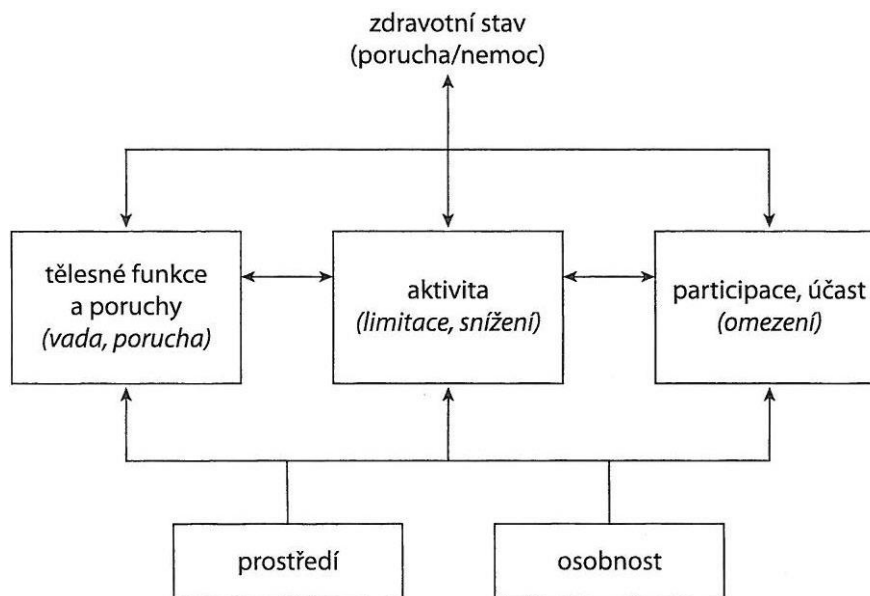 zdravotní stav
(porucha/nemoc)
tělesné funkce
a poruchy
(vada, porucha)
aktivita
(limitace, snížení)
participace, účast
(omezení)
prostředí
osobnost